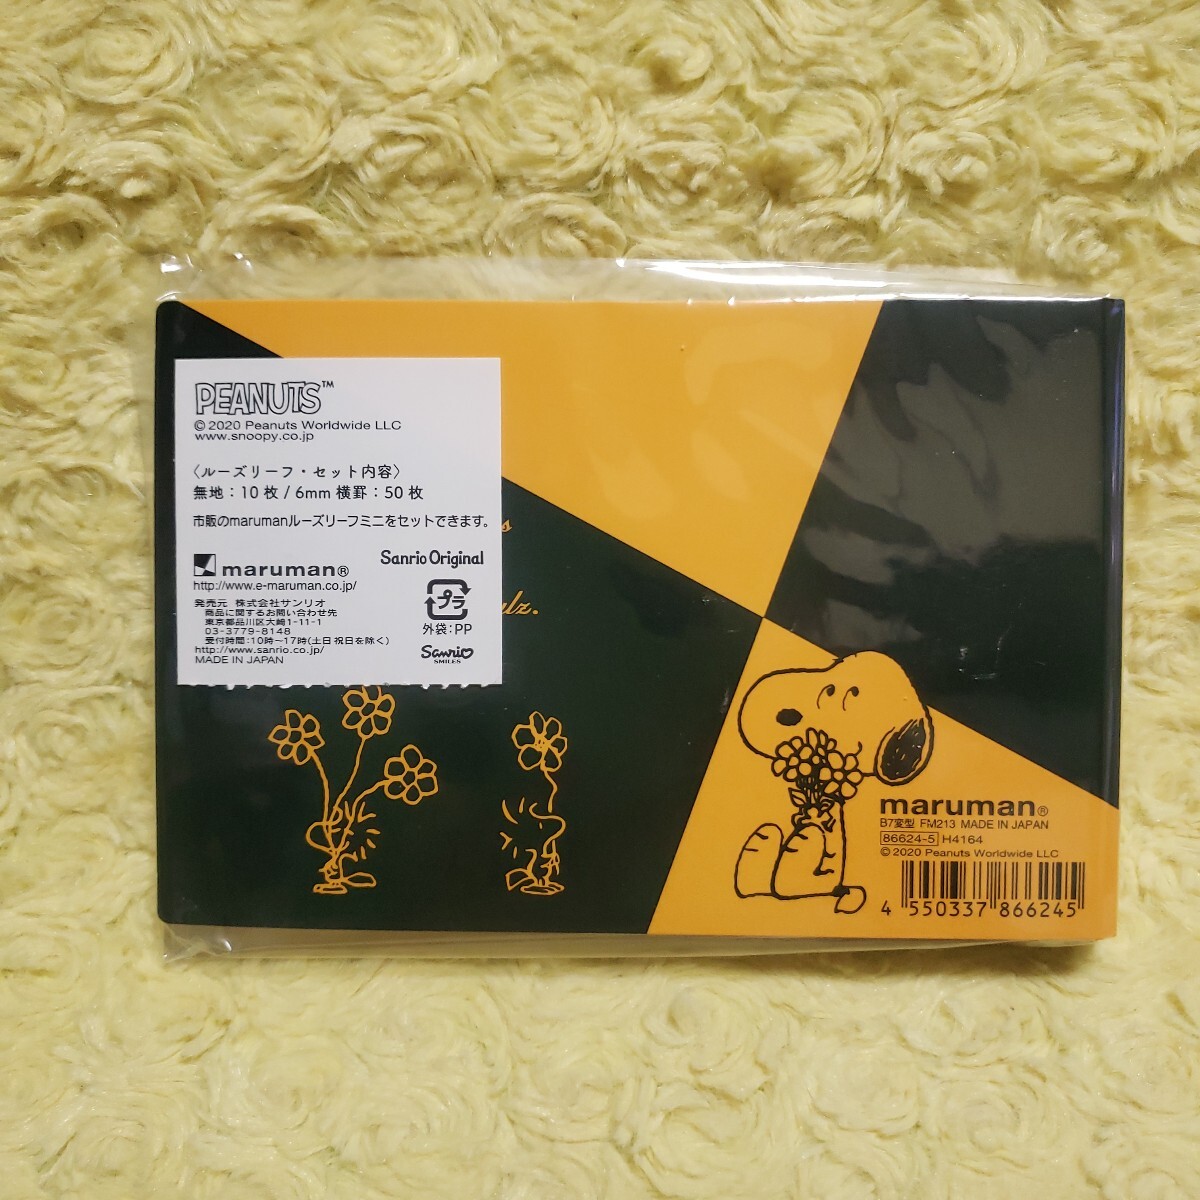 PEANUTS™
©2020 Peanuts Worldwide LLC
www.snoopy.co.jp
〈ルーズリーフ・セット内容〉
無地：10枚 / 6mm 横罫：50枚
市販のmarumanルーズリーフミニをセットできます。
maruman®
http://www.e-maruman.co.jp/
発売元 株式会社サンリオ
商品に関するお問い合わせ先
東京都品川区大崎1-11-1
03-3779-8148
受付時間：10時〜17時(土日祝日を除く)
http://www.sanrio.co.jp/
MADE IN JAPAN
Sanrio Original
プラ
外袋：PP
Sanrio
SMILES
maruman®
B7変型 FM213 MADE IN JAPAN
86624-5 H4164
©2020 Peanuts Worldwide LLC
4 550337 866245